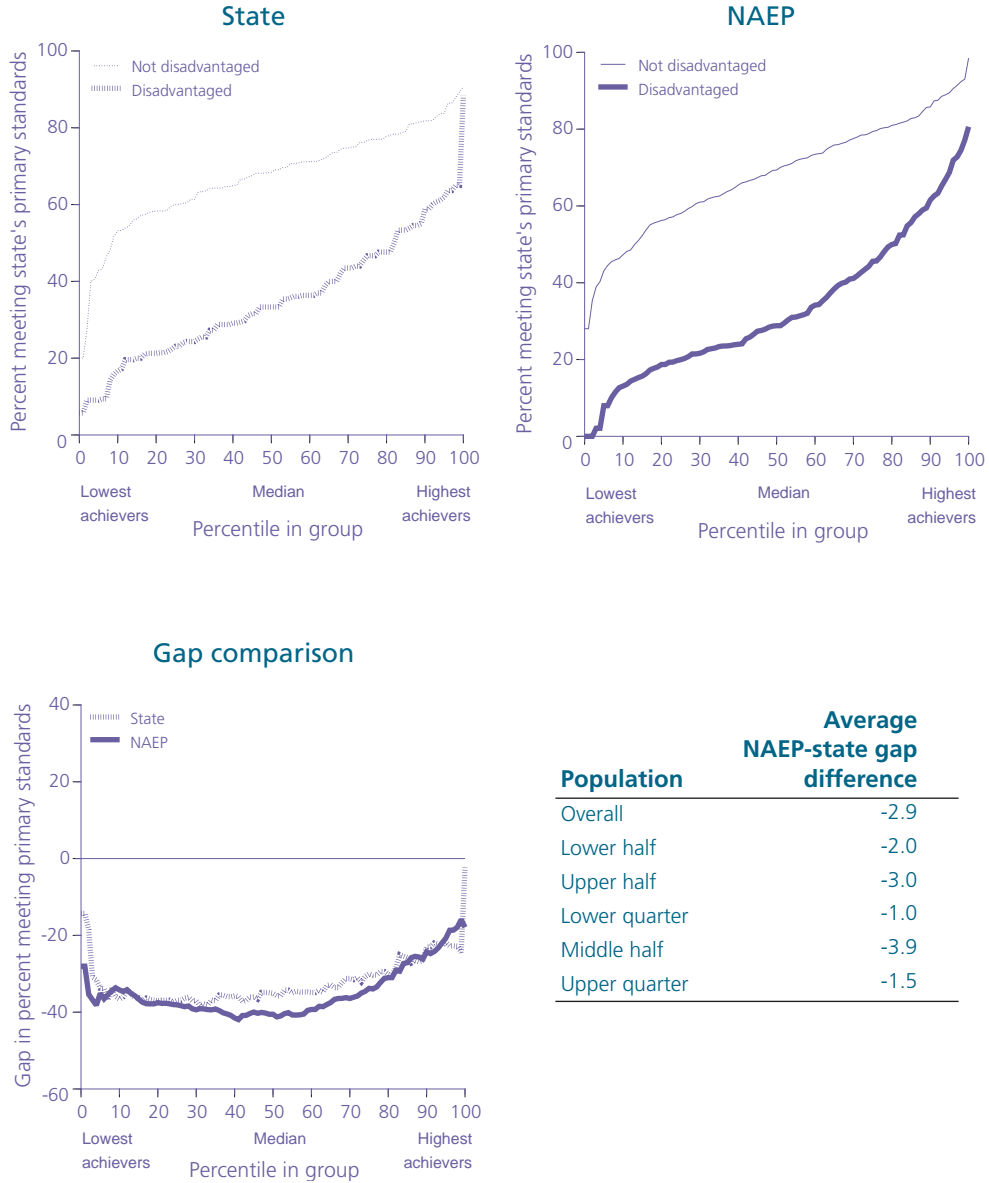 State
Percent meeting state's primary standards
100
80
60
40
20
0
Not disadvantaged
Disadvantaged
0 10 20 30 40 50 60 70 80 90 100
Lowest achievers
Median
Highest achievers
Percentile in group
NAEP
Percent meeting state's primary standards
100
80
60
40
20
0
Not disadvantaged
Disadvantaged
0 10 20 30 40 50 60 70 80 90 100
Lowest achievers
Median
Highest achievers
Percentile in group
Gap comparison
Gap in percent meeting primary standards
40
20
0
-20
-40
-60
State
NAEP
0 10 20 30 40 50 60 70 80 90 100
Lowest achievers
Median
Highest achievers
Percentile in group
Population Average NAEP-state gap difference
Overall -2.9
Lower half -2.0
Upper half -3.0
Lower quarter -1.0
Middle half -3.9
Upper quarter -1.5